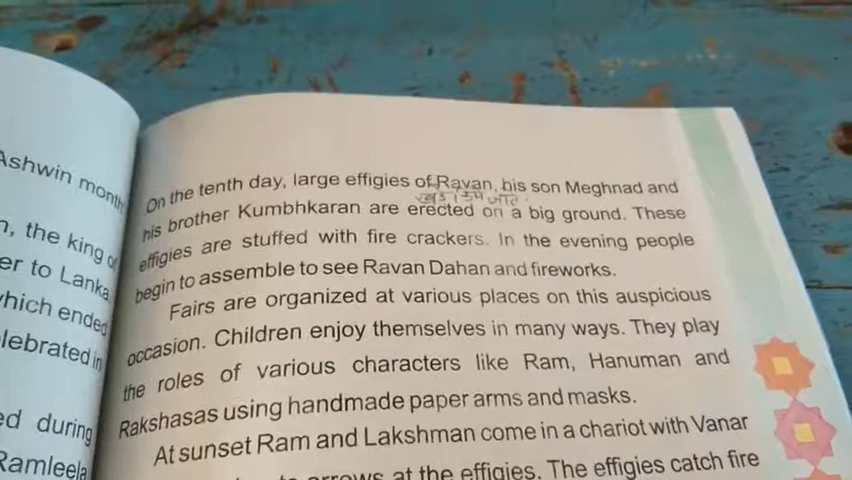 Ashwin month
n, the king of
er to Lanka.
which ended
lebrated in
ed during
Ramleela
On the tenth day, large effigies of Ravan, his son Meghnad and
his brother Kumbhkaran are erected on a big ground. These
effigies are stuffed with fire crackers. In the evening people
begin to assemble to see Ravan Dahan and fireworks.
Fairs are organized at various places on this auspicious
occasion. Children enjoy themselves in many ways. They play
the roles of various characters like Ram, Hanuman and
Rakshasas using handmade paper arms and masks.
At sunset Ram and Lakshman come in a chariot with Vanar
arrows at the effigies. The effigies catch fire